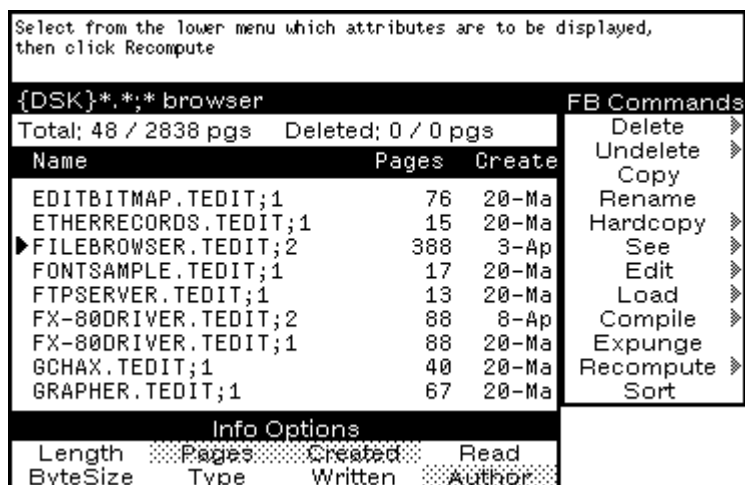 Select from the lower menu which attributes are to be displayed,
then click Recompute
{DSK}*.*;* browser
Total: 48 / 2838 pgs Deleted: 0 / 0 pgs
Name Pages Create
EDITBITMAP.TEDIT;1 76 20-Ma
ETHERRECORDS.TEDIT;1 15 20-Ma
FILEBROWSER.TEDIT;2 388 3-Ap
FONTSAMPLE.TEDIT;1 17 20-Ma
FTPSERVER.TEDIT;1 13 20-Ma
FX-80DRIVER.TEDIT;2 88 8-Ap
FX-80DRIVER.TEDIT;1 88 20-Ma
GCHAX.TEDIT;1 40 20-Ma
GRAPHER.TEDIT;1 67 20-Ma
Info Options
Length Pages Created Read
ByteSize Type Written Author
FB Commands
Delete
Undelete
Copy
Rename
Hardcopy
See
Edit
Load
Compile
Expunge
Recompute
Sort